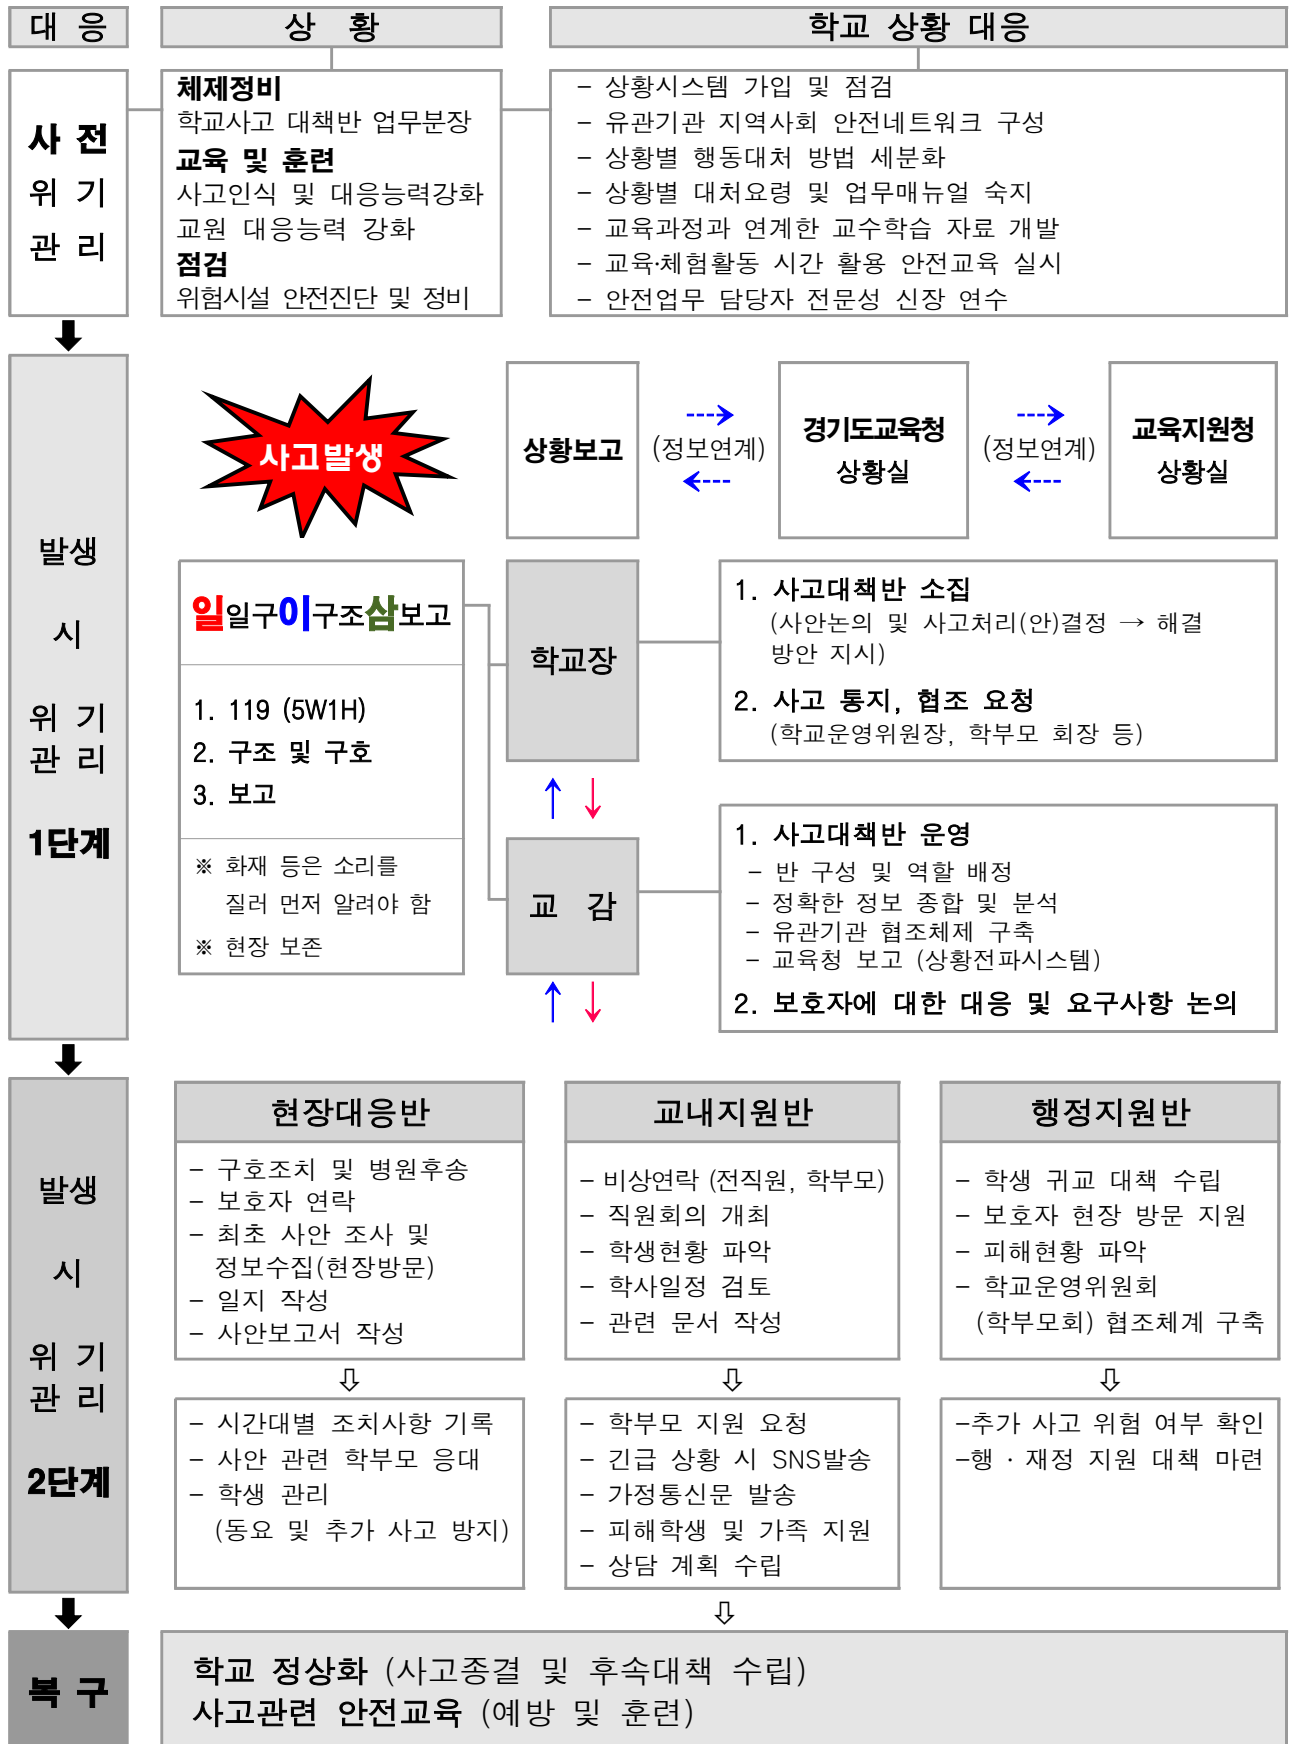 대 응
상 황
학교 상황 대응
사 전
위 기
관 리
체제정비
학교사고 대책반 업무분장
교육 및 훈련
사고인식 및 대응능력강화
교원 대응능력 강화
점검
위험시설 안전진단 및 정비
- 상황시스템 가입 및 점검
- 유관기관 지역사회 안전네트워크 구성
- 상황별 행동대처 방법 세분화
- 상황별 대처요령 및 업무매뉴얼 숙지
- 교육과정과 연계한 교수학습 자료 개발
- 교육·체험활동 시간 활용 안전교육 실시
- 안전업무 담당자 전문성 신장 연수
발생
시
위 기
관 리
1단계
사고발생
상황보고
(정보연계)
경기도교육청
상황실
(정보연계)
교육지원청
상황실
일일구이구조삼보고
1. 119 (5W1H)
2. 구조 및 구호
3. 보고
※ 화재 등은 소리를
질러 먼저 알려야 함
※ 현장 보존
학교장
1. 사고대책반 소집
(사안논의 및 사고처리(안)결정 → 해결
방안 지시)
2. 사고 통지, 협조 요청
(학교운영위원장, 학부모 회장 등)
교 감
1. 사고대책반 운영
- 반 구성 및 역할 배정
- 정확한 정보 종합 및 분석
- 유관기관 협조체제 구축
- 교육청 보고 (상황전파시스템)
2. 보호자에 대한 대응 및 요구사항 논의
발생
시
위 기
관 리
2단계
현장대응반
- 구호조치 및 병원후송
- 보호자 연락
- 최초 사안 조사 및
정보수집(현장방문)
- 일지 작성
- 사안보고서 작성
교내지원반
- 비상연락 (전직원, 학부모)
- 직원회의 개최
- 학생현황 파악
- 학사일정 검토
- 관련 문서 작성
행정지원반
- 학생 귀교 대책 수립
- 보호자 현장 방문 지원
- 피해현황 파악
- 학교운영위원회
(학부모회) 협조체계 구축
- 시간대별 조치사항 기록
- 사안 관련 학부모 응대
- 학생 관리
(동요 및 추가 사고 방지)
- 학부모 지원 요청
- 긴급 상황 시 SNS발송
- 가정통신문 발송
- 피해학생 및 가족 지원
- 상담 계획 수립
-추가 사고 위험 여부 확인
-행 · 재정 지원 대책 마련
복 구
학교 정상화 (사고종결 및 후속대책 수립)
사고관련 안전교육 (예방 및 훈련)